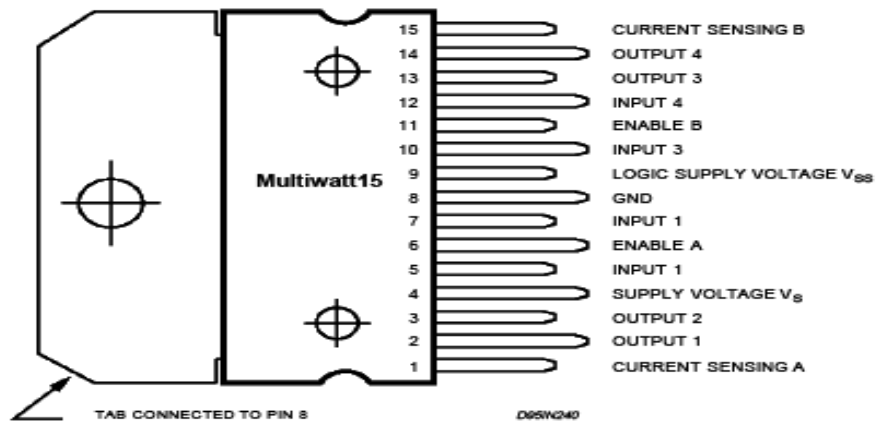 15 CURRENT SENSING B
14 OUTPUT 4
13 OUTPUT 3
12 INPUT 4
11 ENABLE B
10 INPUT 3
Multiwatt15
9 LOGIC SUPPLY VOLTAGE VSS
8 GND
7 INPUT 1
6 ENABLE A
5 INPUT 1
4 SUPPLY VOLTAGE VS
3 OUTPUT 2
2 OUTPUT 1
1 CURRENT SENSING A
TAB CONNECTED TO PIN 8
D95IN240